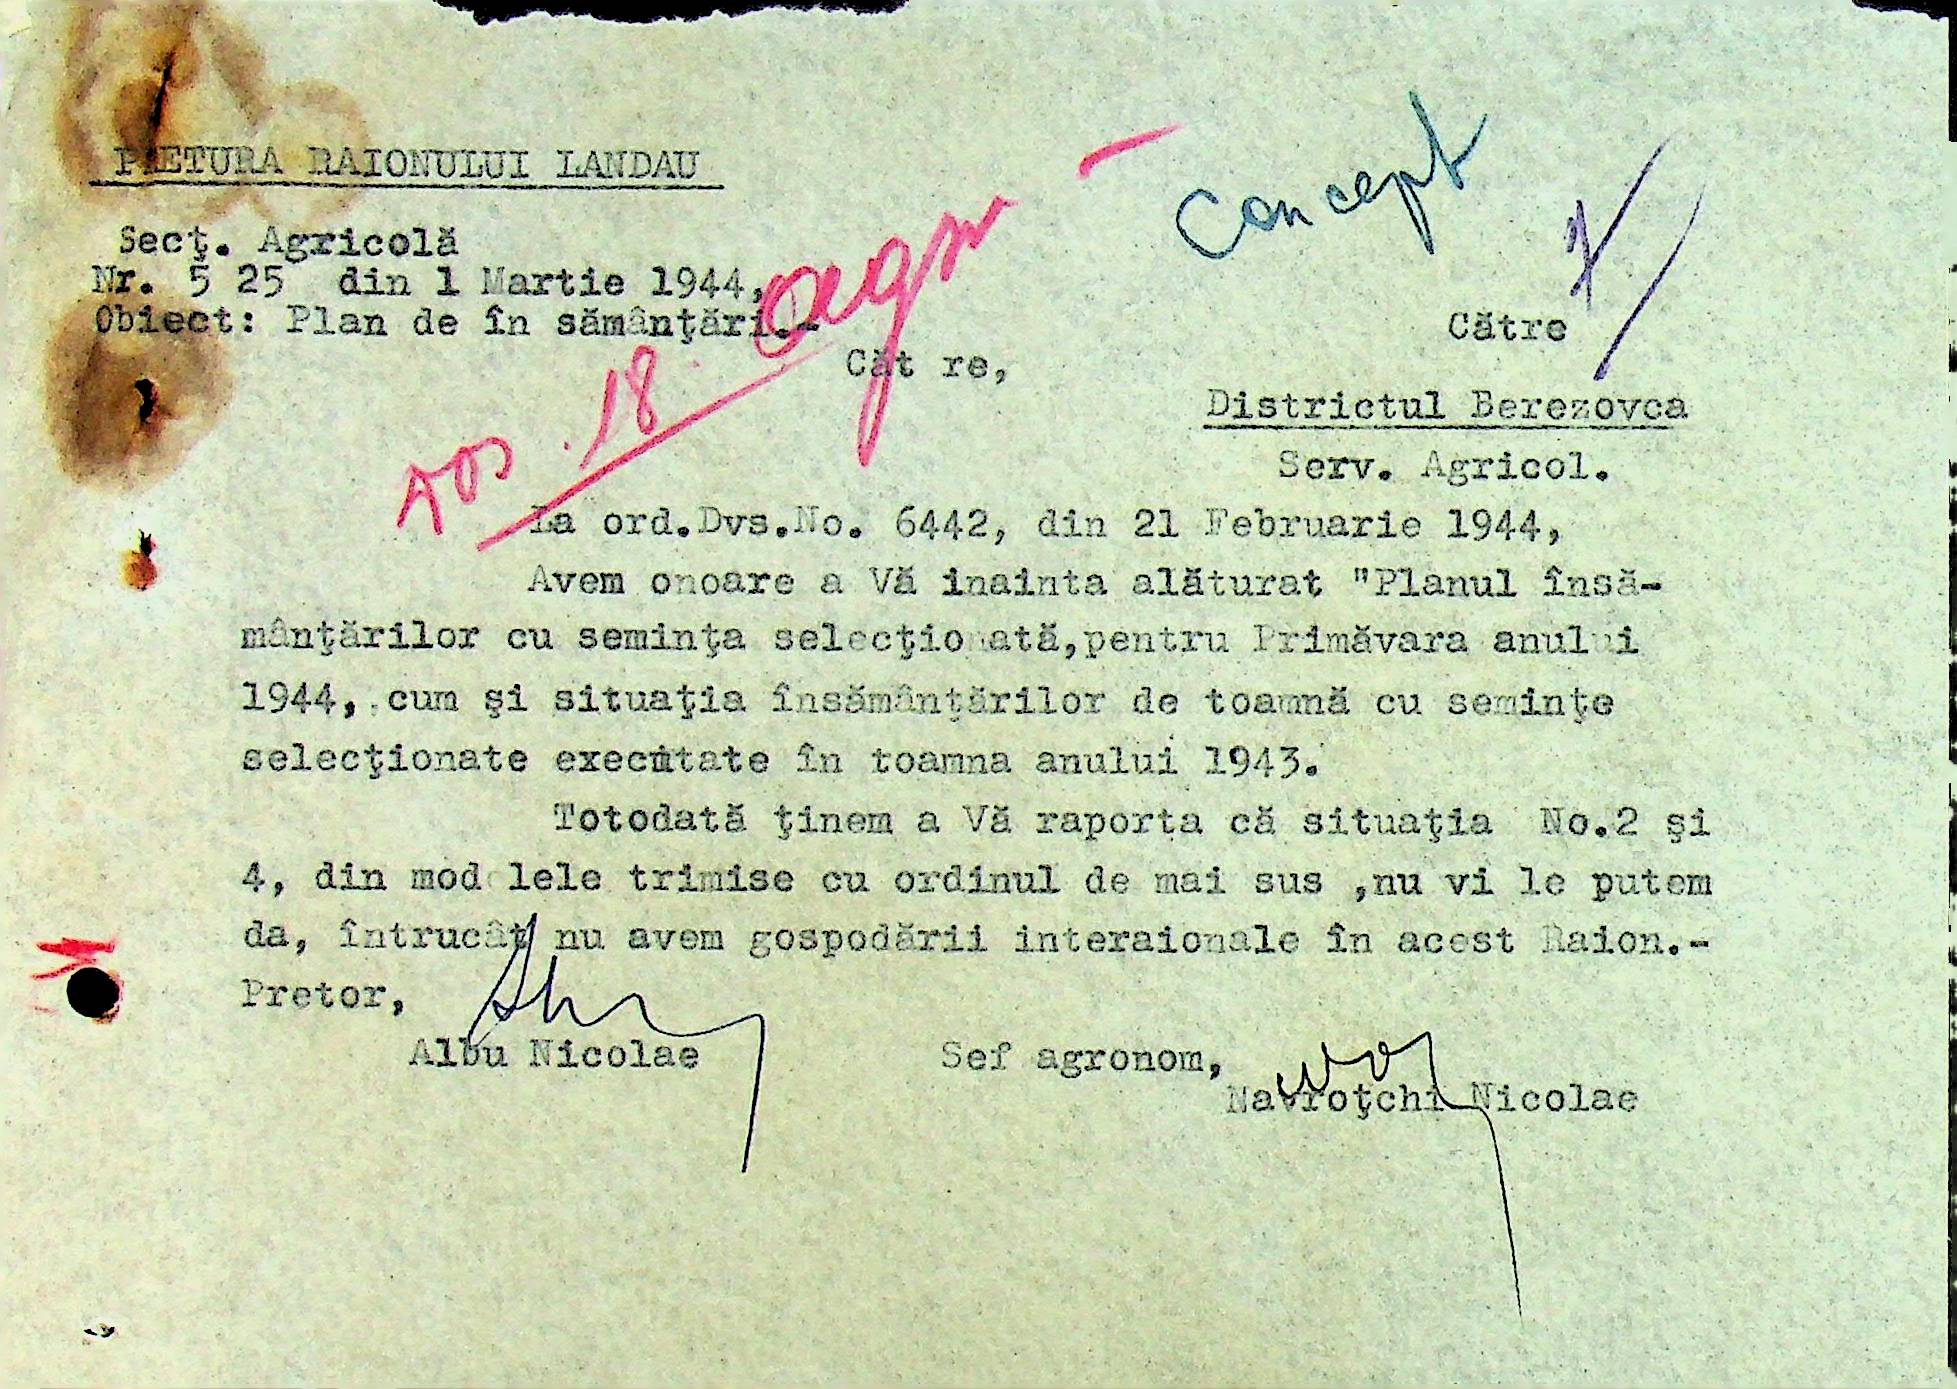 PRETURA RAIONULUI LANDAU
Concept
Secţ. Agricolă
Nr. 5 25 din 1 Martie 1944,
Obiect: Plan de în sămânţări.-
Căt re,
Către
Districtul Berezovca
Serv. Agricol.
18
La ord.Dvs.No. 6442, din 21 Februarie 1944,
Avem onoare a Vă inainta alăturat "Planul însă-
mânţărilor cu seminţa selecţionată,pentru Primăvara anului
1944, cum şi situaţia însămânţărilor de toamnă cu seminţe
selecţionate executate în toamna anului 1943.
Totodată ţinem a Vă raporta că situaţia No.2 şi
4, din modelele trimise cu ordinul de mai sus ,nu vi le putem
da, întrucât nu avem gospodării interaionale în acest Raion.-
Pretor,
Albu Nicolae
Sef agronom,
Navroţchi Nicolae